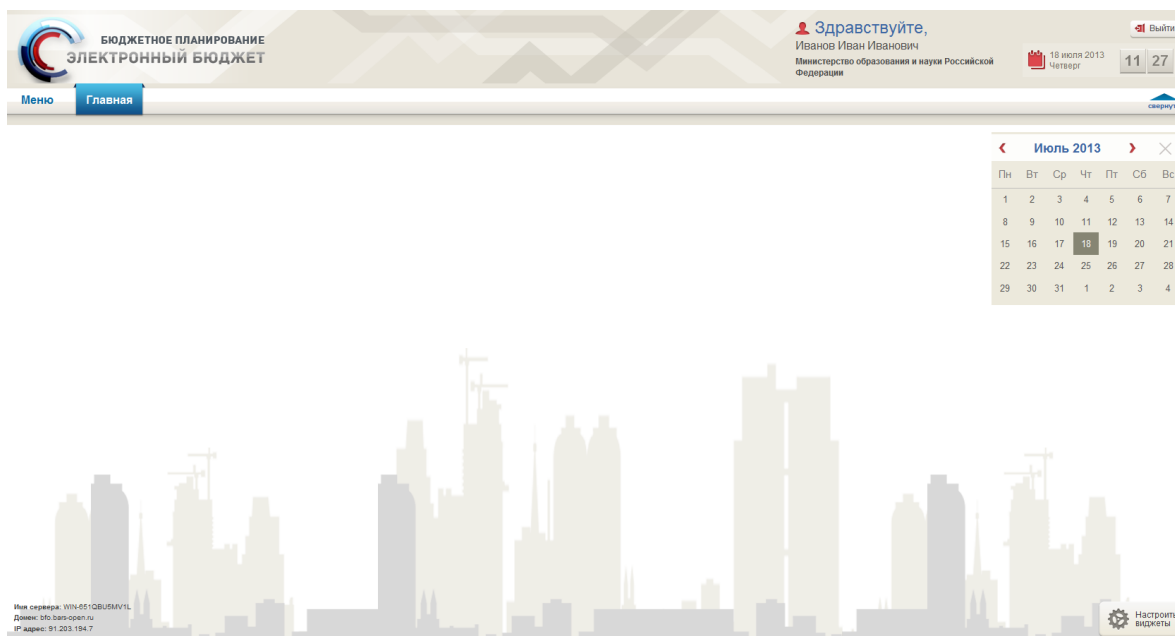 БЮДЖЕТНОЕ ПЛАНИРОВАНИЕ
ЭЛЕКТРОННЫЙ БЮДЖЕТ
Здравствуйте,
Иванов Иван Иванович
Министерство образования и науки Российской
Федерации
Выйти
18 июля 2013
Четверг
11 27
Меню Главная
свернут
Июль 2013
Пн Вт Ср Чт Пт Сб Вс
1 2 3 4 5 6 7
8 9 10 11 12 13 14
15 16 17 18 19 20 21
22 23 24 25 26 27 28
29 30 31 1 2 3 4
Имя сервера: WIN-651QBU5MV1L
Домен: bfo.bars-open.ru
IP адрес: 91.203.194.7
Настроить
виджеты